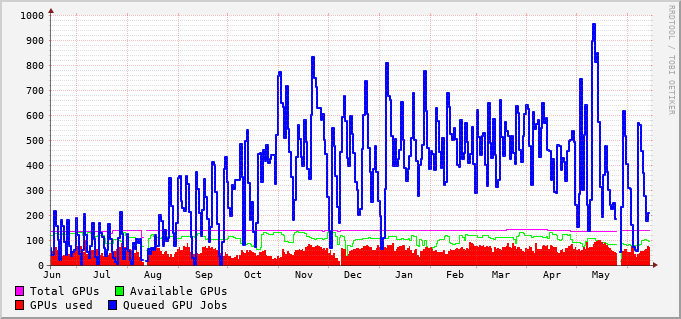 1000
900
800
700
600
500
400
300
200
100
0
Jun Jul Aug Sep Oct Nov Dec Jan Feb Mar Apr May
RRDTOOL / TOBI OETIKER
Total GPUs Available GPUs
GPUs used Queued GPU Jobs